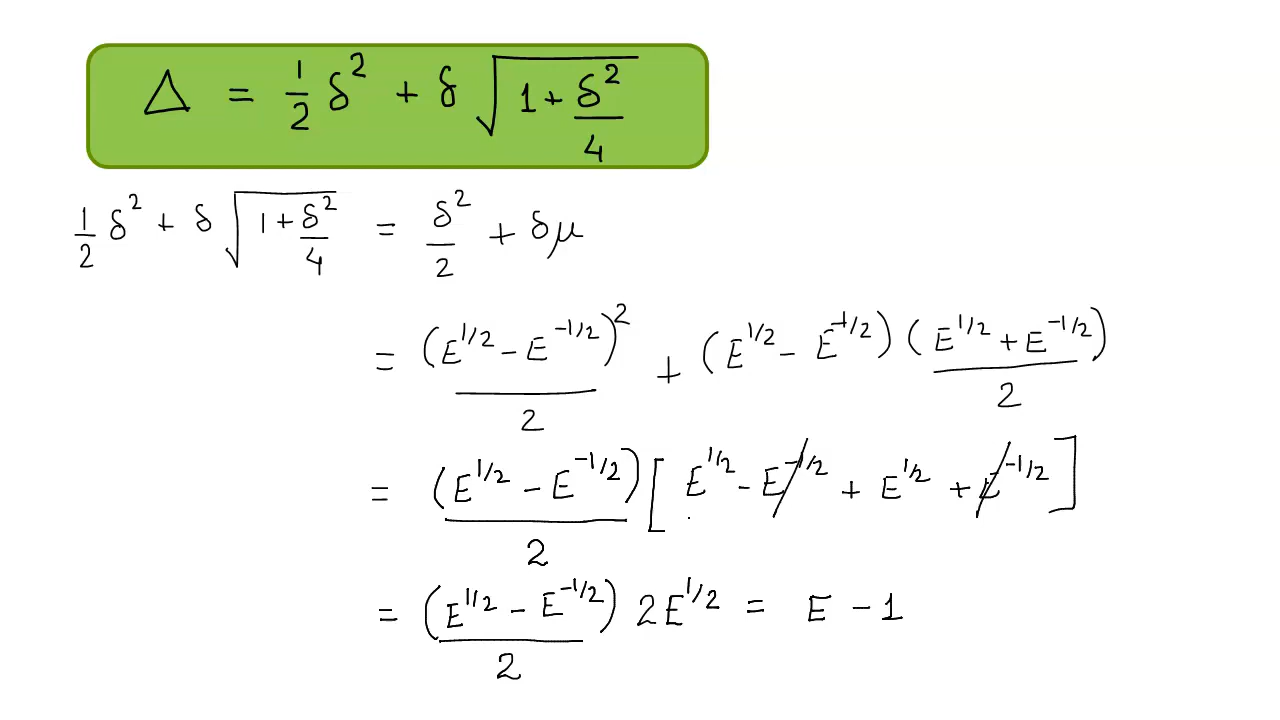 Δ = 1/2 δ² + δ √(1 + δ²/4)
1/2 δ² + δ √(1 + δ²/4) = δ²/2 + δμ
= (E^{1/2} - E^{-1/2})²/2 + (E^{1/2} - E^{-1/2}) (E^{1/2} + E^{-1/2})/2
= (E^{1/2} - E^{-1/2})/2 [E^{1/2} - E^{-1/2} + E^{1/2} + E^{-1/2}]
= (E^{1/2} - E^{-1/2})/2 2E^{1/2} = E - 1